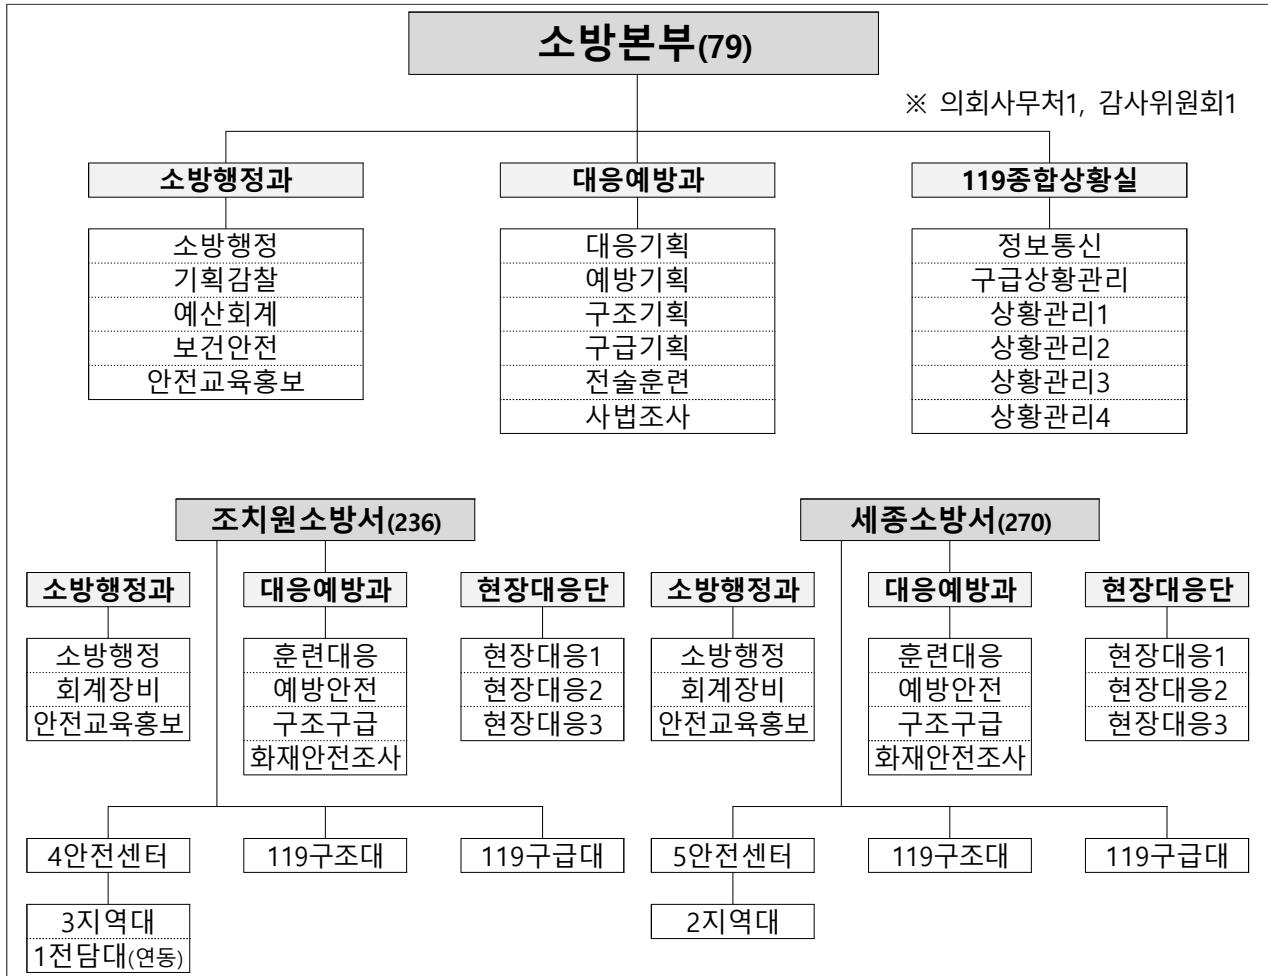 소방본부(79)
※ 의회사무처1, 감사위원회1
소방행정과
대응예방과
119종합상황실
소방행정
기획감찰
예산회계
보건안전
안전교육홍보
대응기획
예방기획
구조기획
구급기획
전술훈련
사법조사
정보통신
구급상황관리
상황관리1
상황관리2
상황관리3
상황관리4
조치원소방서(236)
소방행정과
대응예방과
현장대응단
소방행정
회계장비
안전교육홍보
훈련대응
예방안전
구조구급
화재안전조사
현장대응1
현장대응2
현장대응3
4안전센터
119구조대
119구급대
3지역대
1전담대(연동)
세종소방서(270)
소방행정과
대응예방과
현장대응단
소방행정
회계장비
안전교육홍보
훈련대응
예방안전
구조구급
화재안전조사
현장대응1
현장대응2
현장대응3
5안전센터
119구조대
119구급대
2지역대